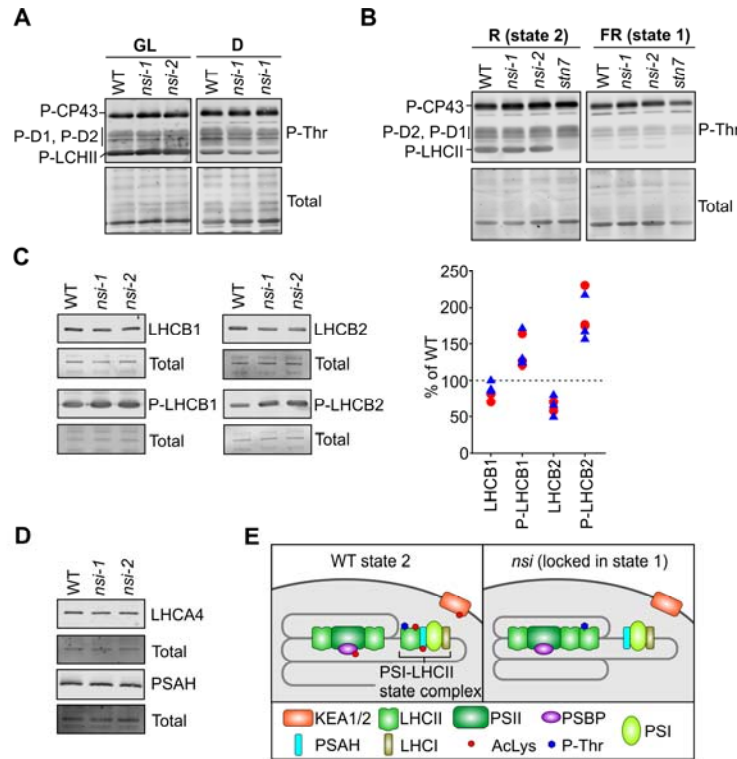 A
GL D
WT nsi-1 nsi-2 WT nsi-1 nsi-1
P-CP43
P-D1, P-D2
P-LCHII
P-Thr
Total
B
R (state 2) FR (state 1)
WT nsi-1 nsi-2 stn7 WT nsi-1 nsi-2 stn7
P-CP43
P-D2, P-D1
P-LHCII
P-Thr
Total
C
WT nsi-1 nsi-2
LHCB1
Total
P-LHCB1
Total
WT nsi-1 nsi-2
LHCB2
Total
P-LHCB2
Total
% of WT
250
200
150
100
50
0
LHCB1 P-LHCB1 LHCB2 P-LHCB2
D
WT nsi-1 nsi-2
LHCA4
Total
PSAH
Total
E
WT state 2
nsi (locked in state 1)
PSI-LHCII
state complex
KEA1/2 LHCII PSII PSBP PSI
PSAH LHCI AcLys P-Thr